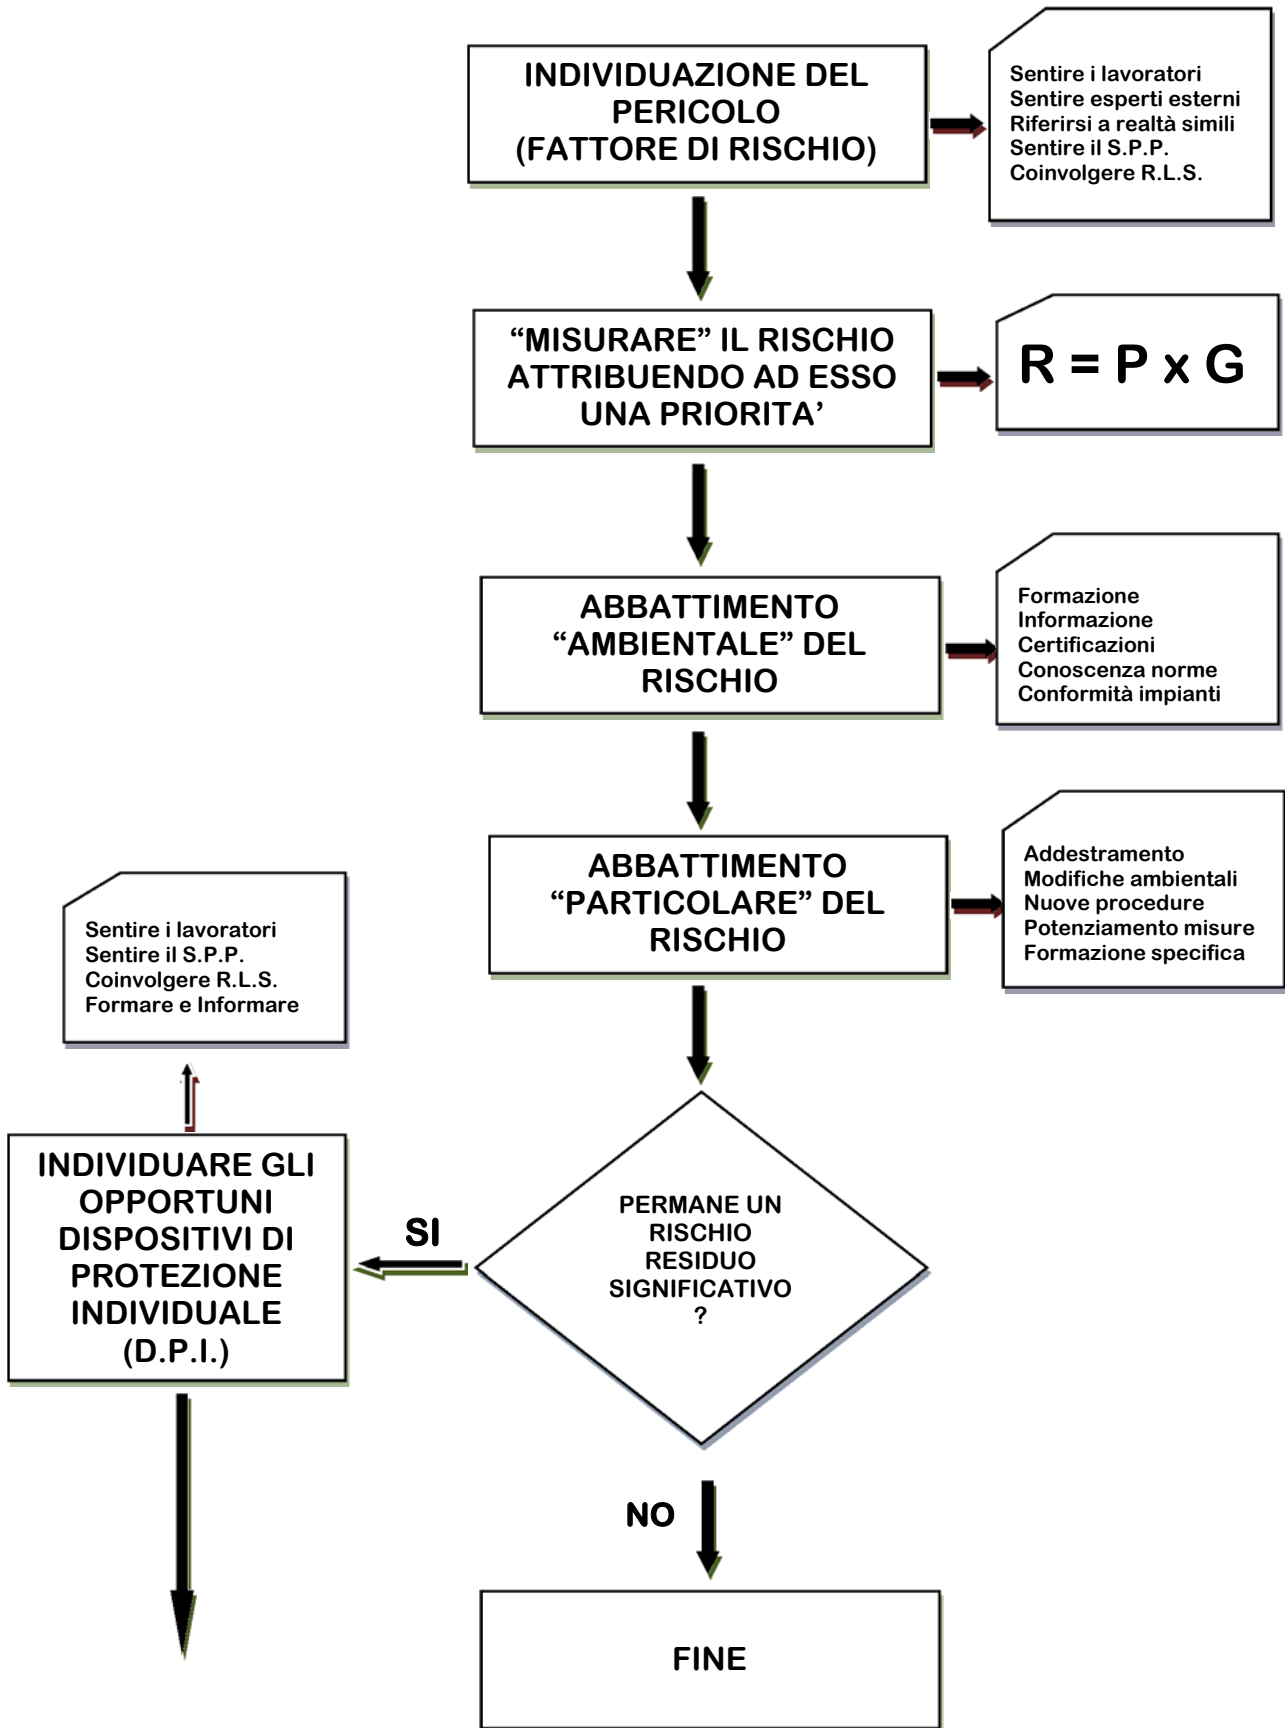 INDIVIDUAZIONE DEL
PERICOLO
(FATTORE DI RISCHIO)
Sentire i lavoratori
Sentire esperti esterni
Riferirsi a realtà simili
Sentire il S.P.P.
Coinvolgere R.L.S.
“MISURARE” IL RISCHIO
ATTRIBUENDO AD ESSO
UNA PRIORITA’
R = P x G
ABBATTIMENTO
“AMBIENTALE” DEL
RISCHIO
Formazione
Informazione
Certificazioni
Conoscenza norme
Conformità impianti
ABBATTIMENTO
“PARTICOLARE” DEL
RISCHIO
Addestramento
Modifiche ambientali
Nuove procedure
Potenziamento misure
Formazione specifica
Sentire i lavoratori
Sentire il S.P.P.
Coinvolgere R.L.S.
Formare e Informare
INDIVIDUARE GLI
OPPORTUNI
DISPOSITIVI DI
PROTEZIONE
INDIVIDUALE
(D.P.I.)
SI
PERMANE UN
RISCHIO
RESIDUO
SIGNIFICATIVO
?
NO
FINE